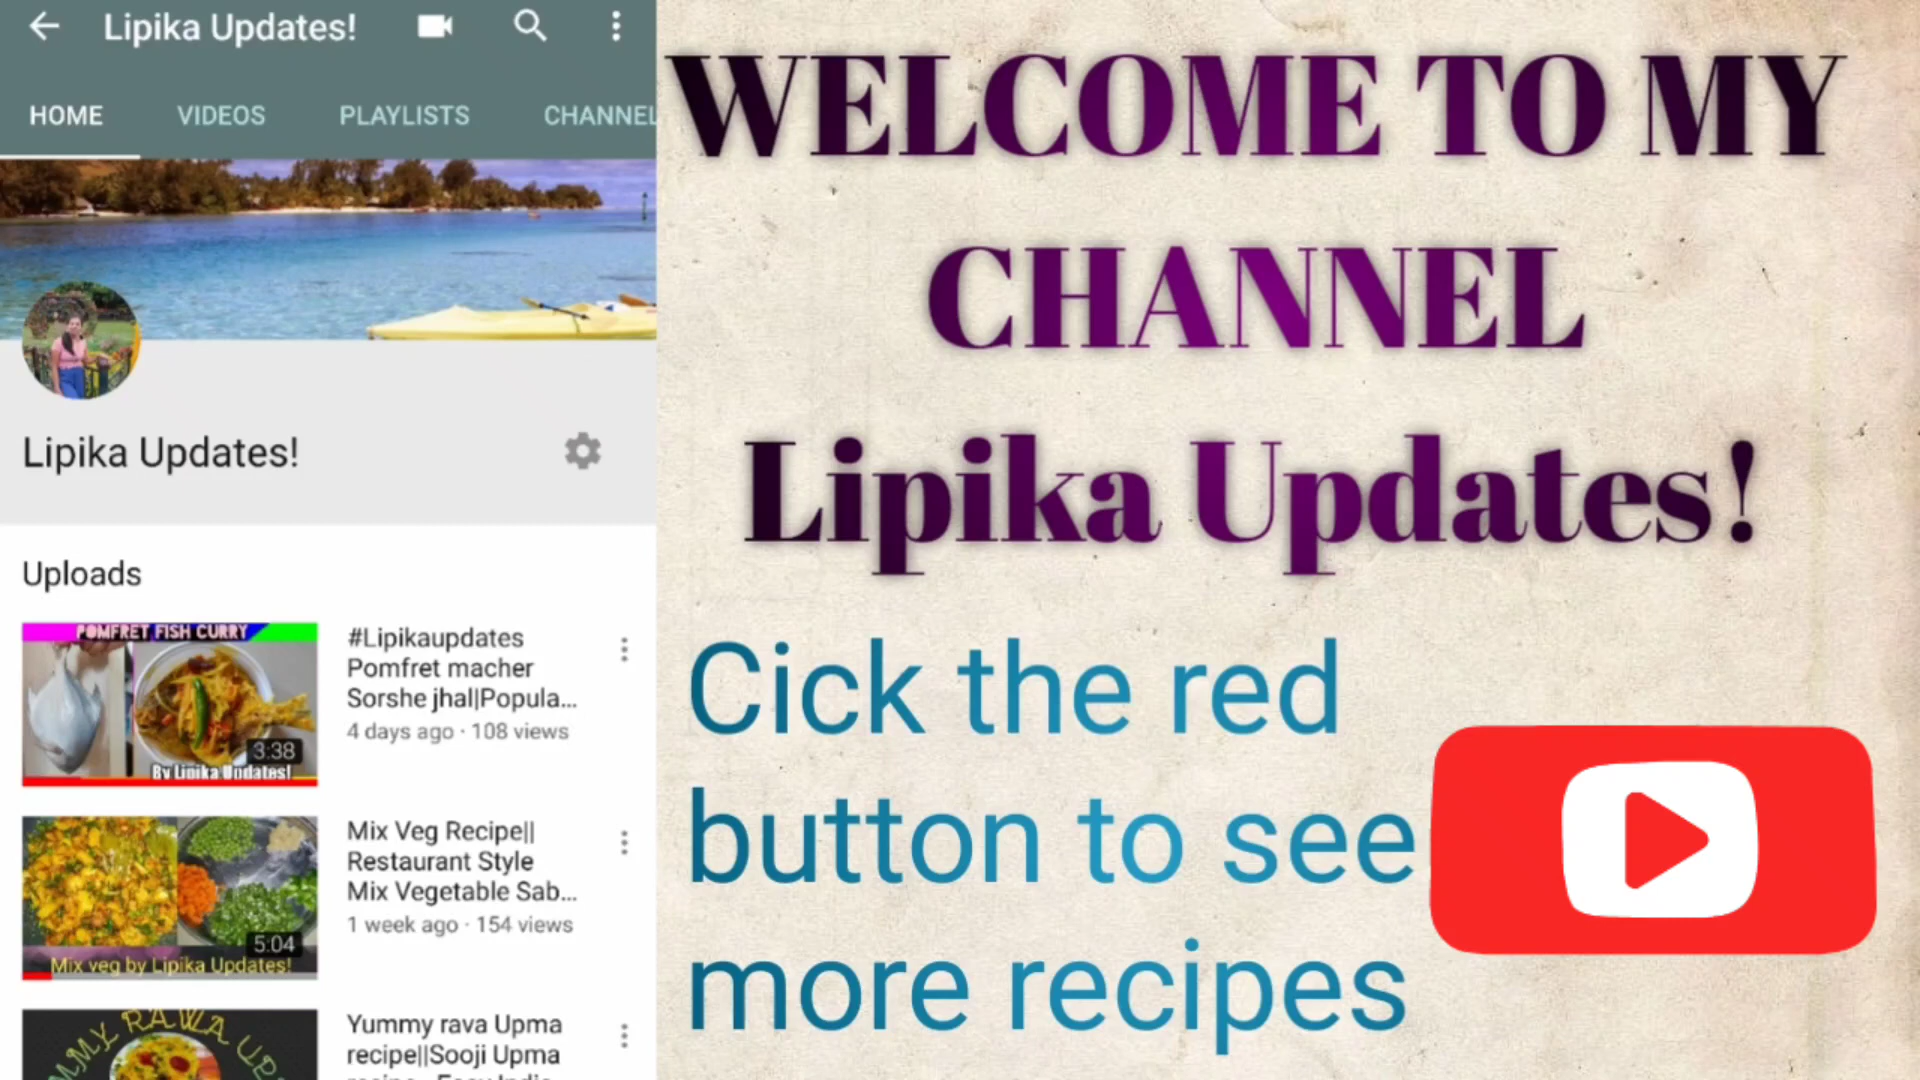 Lipika Updates!
HOME VIDEOS PLAYLISTS CHANNEL
Lipika Updates!
Uploads
POMFRET FISH CURRY
3:38
By Lipika Updates!
#Lipikaupdates
Pomfret macher
Sorshe jhal||Popula...
4 days ago · 108 views
5:04
Mix veg by Lipika Updates!
Mix Veg Recipe||
Restaurant Style
Mix Vegetable Sab...
1 week ago · 154 views
RAWA
Yummy rava Upma
recipe||Sooji Upma
WELCOME TO MY
CHANNEL
Lipika Updates!
Cick the red
button to see
more recipes